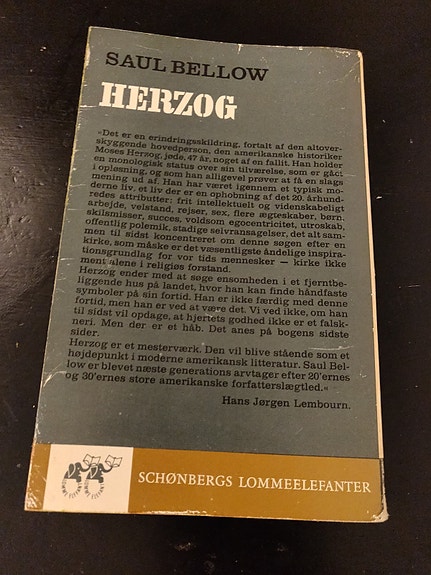 SAUL BELLOW
HERZOG
»Det er en erindringsskildring, fortalt af den altover-
skyggende hovedperson, den amerikanske historiker
Moses Herzog, jøde, 47 år, noget af en fallit. Han holder
en monologisk status over sin tilværelse, som er gået
i opløsning, og som han alligevel prøver at få en slags
mening ud af. Han har været igennem et typisk mo-
derne liv, et liv der er en ophobning af det 20. århund-
redes attributter: frit intellektuelt og videnskabeligt
arbejde, velstand, rejser, sex, flere ægteskaber, børn,
skilsmisser, succes, voldsom egocentricitet, utroskab,
offentlig polemik, stadige selvransagelser, det alt sam-
men til sidst koncentreret om denne søgen efter en
kirke, som måske er det væsentligste åndelige inspira-
tionsgrundlag for vor tids mennesker — kirke ikke
ment alene i religiøs forstand.
Herzog ender med at søge ensomheden i et fjerntbe-
liggende hus på landet, hvor han kan finde håndfaste
symboler på sin fortid. Han er ikke færdig med denne
fortid, men han er ved at være det. Vi ved ikke, om han
til sidst vil opdage, at hjertets godhed ikke er et falsk-
neri. Men der er et håb. Det anes på bogens sidste
sider.
Herzog er et mesterværk. Den vil blive stående som et
højdepunkt i moderne amerikansk litteratur. Saul Bel-
low er blevet næste generations arvtager efter 20'ernes
og 30'ernes store amerikanske forfatterslægtled.«
Hans Jørgen Lembourn.
SCHØNBERGS LOMMEELEFANTER